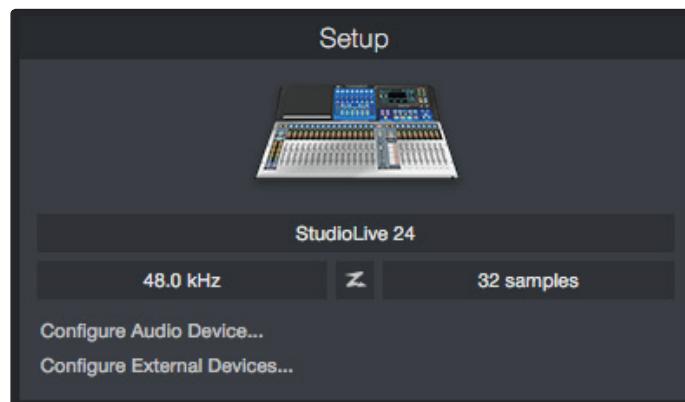 Setup
StudioLive 24
48.0 kHz
32 samples
Configure Audio Device...
Configure External Devices...